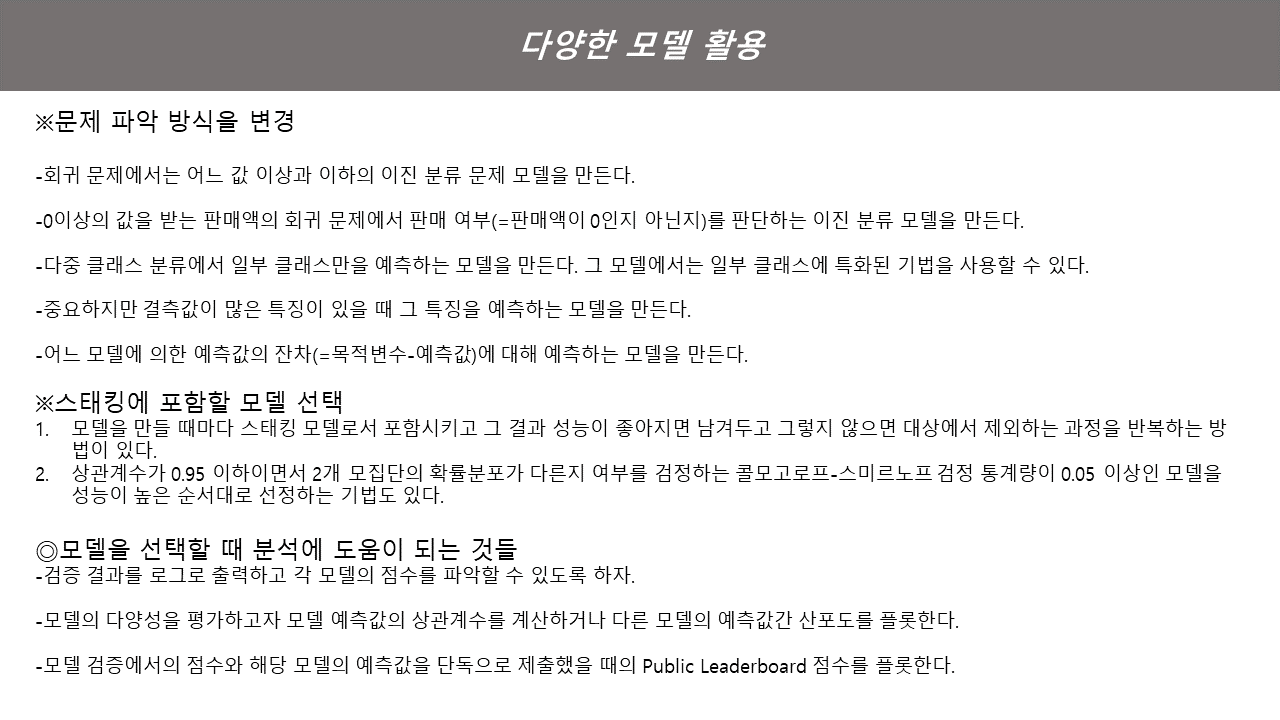 다양한 모델 활용
※문제 파악 방식을 변경
-회귀 문제에서는 어느 값 이상과 이하의 이진 분류 문제 모델을 만든다.
-0이상의 값을 받는 판매액의 회귀 문제에서 판매 여부(=판매액이 0인지 아닌지)를 판단하는 이진 분류 모델을 만든다.
-다중 클래스 분류에서 일부 클래스만을 예측하는 모델을 만든다. 그 모델에서는 일부 클래스에 특화된 기법을 사용할 수 있다.
-중요하지만 결측값이 많은 특징이 있을 때 그 특징을 예측하는 모델을 만든다.
-어느 모델에 의한 예측값의 잔차(=목적변수-예측값)에 대해 예측하는 모델을 만든다.
※스태킹에 포함할 모델 선택
1. 모델을 만들 때마다 스태킹 모델로서 포함시키고 그 결과 성능이 좋아지면 남겨두고 그렇지 않으면 대상에서 제외하는 과정을 반복하는 방
법이 있다.
2. 상관계수가 0.95 이하이면서 2개 모집단의 확률분포가 다른지 여부를 검정하는 콜모고로프-스미르노프 검정 통계량이 0.05 이상인 모델을
성능이 높은 순서대로 선정하는 기법도 있다.
◎모델을 선택할 때 분석에 도움이 되는 것들
-검증 결과를 로그로 출력하고 각 모델의 점수를 파악할 수 있도록 하자.
-모델의 다양성을 평가하고자 모델 예측값의 상관계수를 계산하거나 다른 모델의 예측값간 산포도를 플롯한다.
-모델 검증에서의 점수와 해당 모델의 예측값을 단독으로 제출했을 때의 Public Leaderboard 점수를 플롯한다.